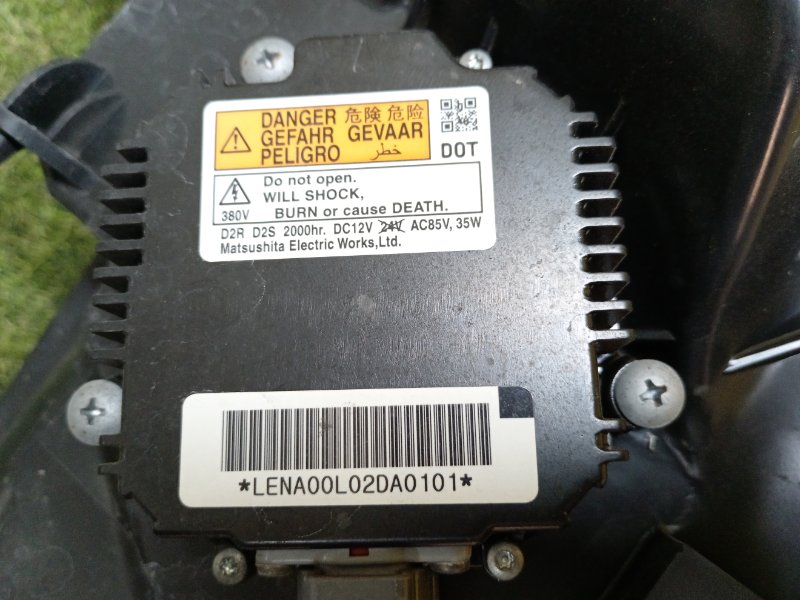 DANGER 危険 危险
GEFAHR GEVAAR
PELIGRO خطر
DOT
Do not open.
WILL SHOCK,
380V BURN or cause DEATH.
D2R D2S 2000hr. DC12V 24V AC85V, 35W
Matsushita Electric Works,Ltd.
*LENA00L02DA0101*